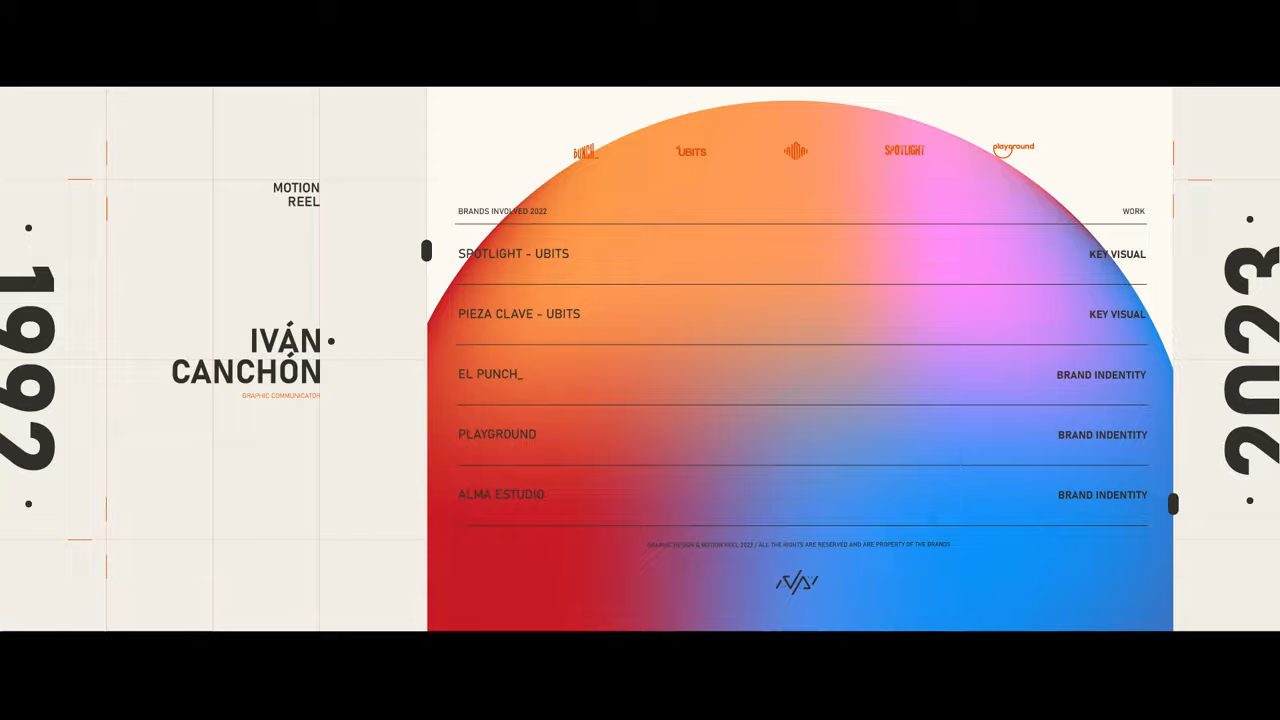 1992
MOTION
REEL
IVÁN
CANCHÓN
GRAPHIC COMMUNICATOR
PUNCH_
UBITS
SPOTLIGHT
playground
BRANDS INVOLVED 2022 WORK
SPOTLIGHT - UBITS KEY VISUAL
PIEZA CLAVE - UBITS KEY VISUAL
EL PUNCH_ BRAND INDENTITY
PLAYGROUND BRAND INDENTITY
ALMA ESTUDIO BRAND INDENTITY
GRAPHIC DESIGN & MOTION REEL 2022 / ALL THE RIGHTS ARE RESERVED AND ARE PROPERTY OF THE BRANDS
2023